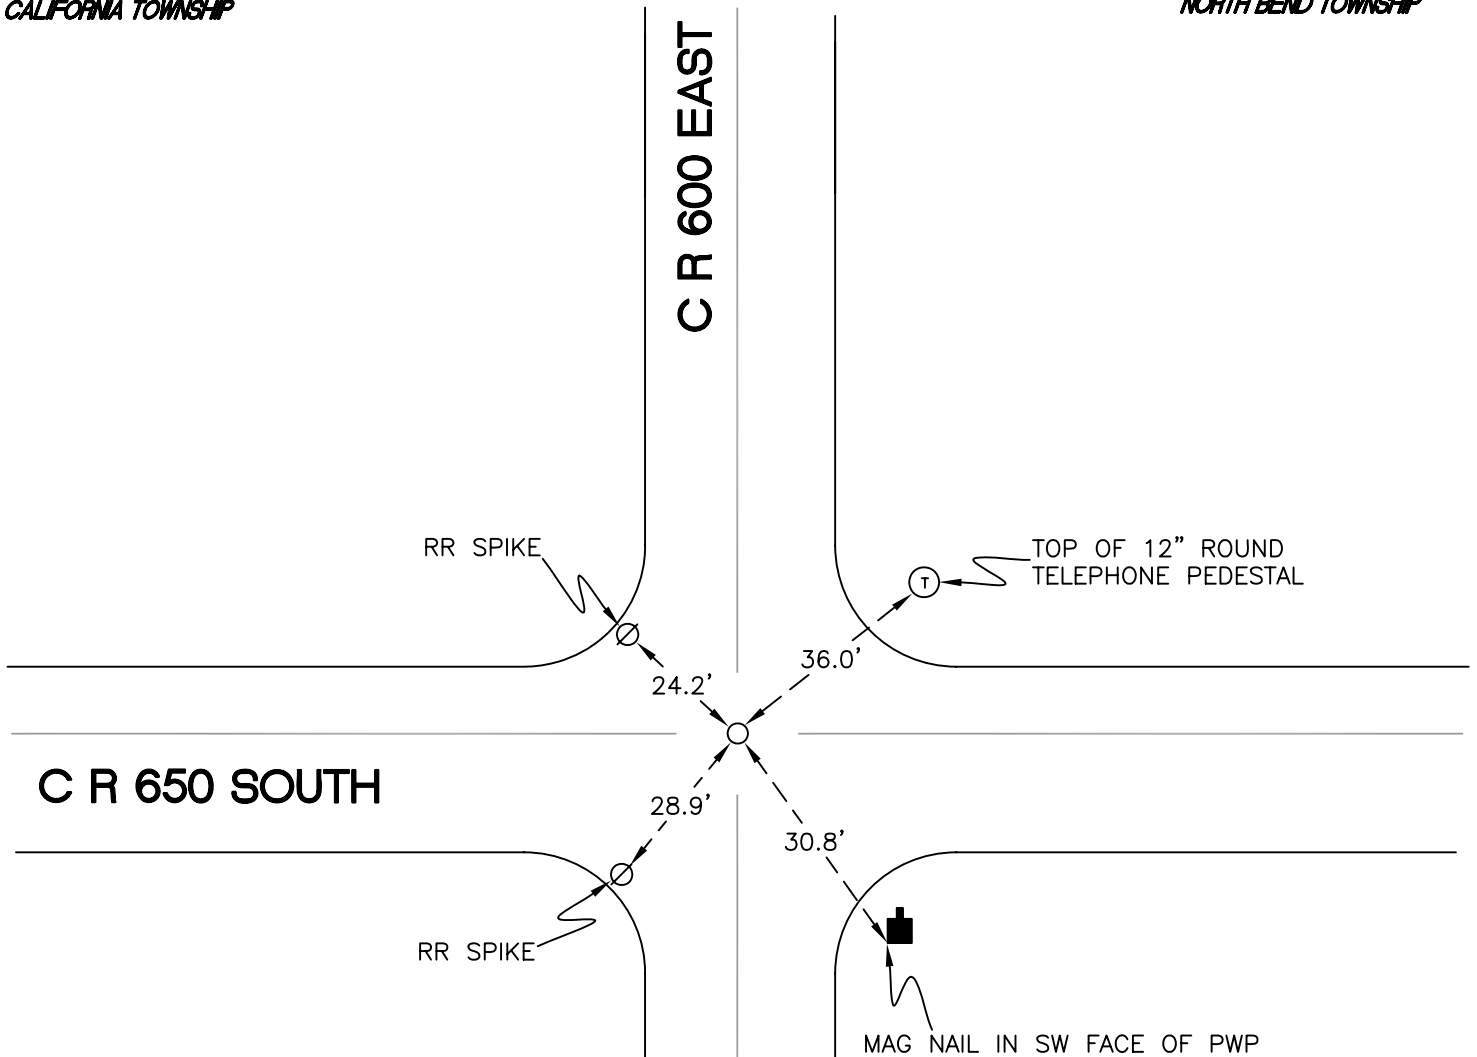 CALIFORNIA TOWNSHIP
NORTH BEND TOWNSHIP
C R 600 EAST
RR SPIKE
TOP OF 12” ROUND
TELEPHONE PEDESTAL
T
36.0’
24.2’
C R 650 SOUTH
28.9’
30.8’
RR SPIKE
MAG NAIL IN SW FACE OF PWP